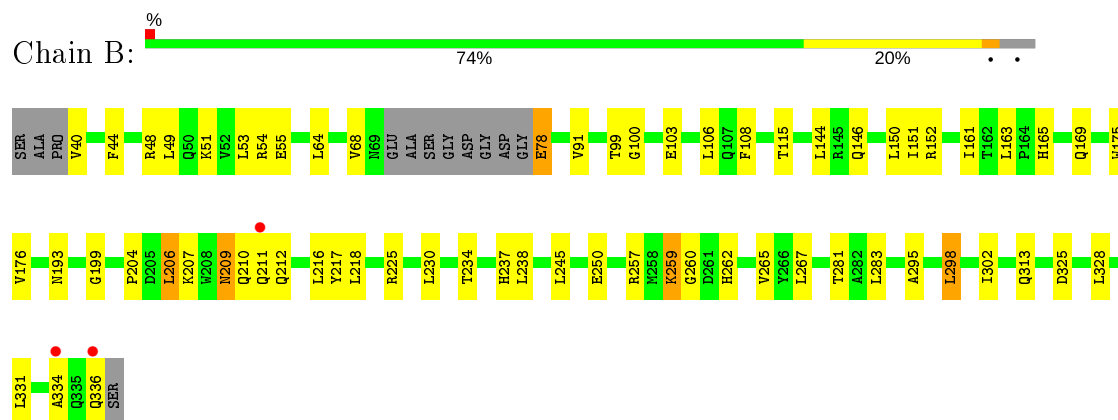 %
Chain B:
74% 20% • •
SER ALA PRO V40 F44 R48 L49 Q50 K51 V52 L53 R54 E55 L64 V68 N69 GLU ALA SER GLY ASP GLY ASP GLY E78 V91 T99 G100 E103 L106 Q107 F108 T115 L144 R145 Q146 L150 I151 R152 I161 T162 L163 P164 H165 Q169 W175
V176 N193 G199 P204 D205 L206 K207 W208 N209 Q210 Q211 Q212 L216 Y217 L218 R225 L230 T234 H237 L238 L245 E250 R257 M258 K259 G260 D261 H262 V265 Y266 L267 T281 A282 L283 A295 L298 I302 Q313 D325 L328
L331 A334 Q335 Q336 SER